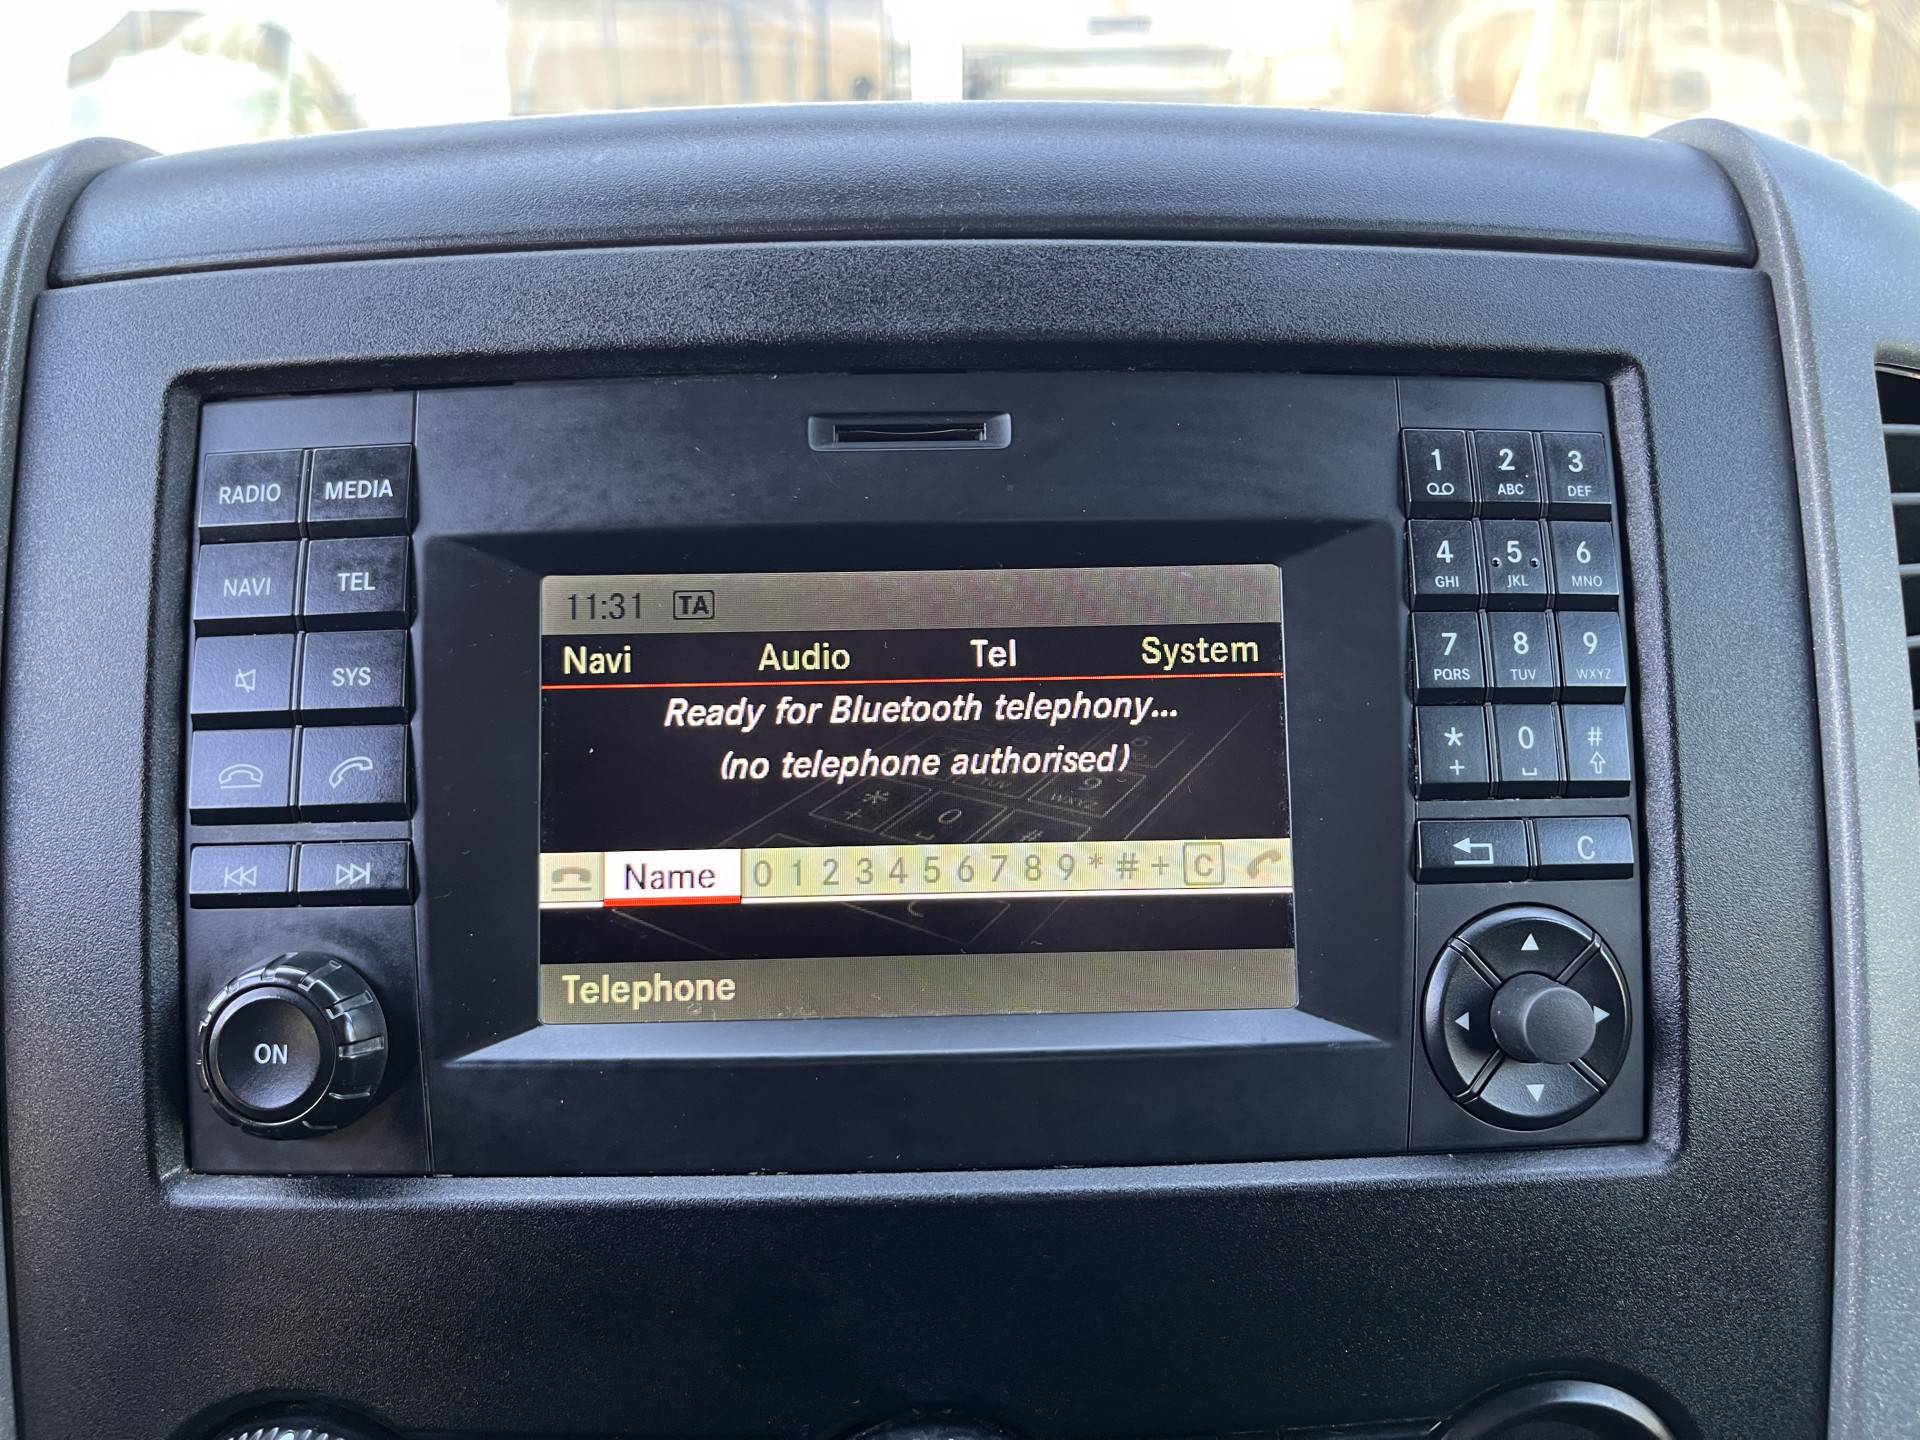 RADIO MEDIA
NAVI TEL
SYS
ON
11:31 TA
Navi Audio Tel System
Ready for Bluetooth telephony...
(no telephone authorised)
Name 0 1 2 3 4 5 6 7 8 9 * # + C
Telephone
1 2 3
ABC DEF
4 5 6
GHI JKL MNO
7 8 9
PQRS TUV WXYZ
* 0 #
+
C